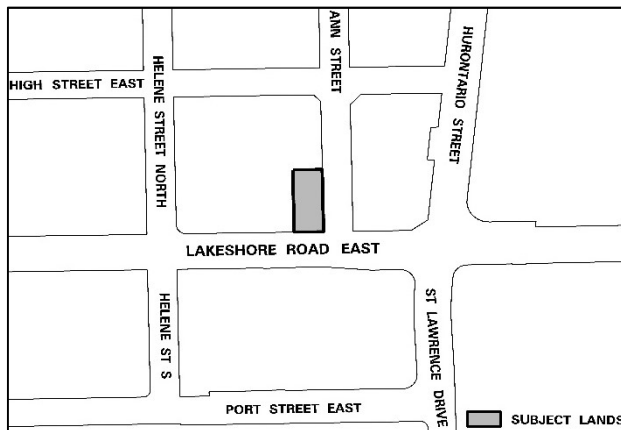 ANN STREET
HURONTARIO STREET
HIGH STREET EAST
HELENE STREET NORTH
LAKESHORE ROAD EAST
HELENE ST S
ST LAWRENCE DRIVE
PORT STREET EAST
SUBJECT LANDS